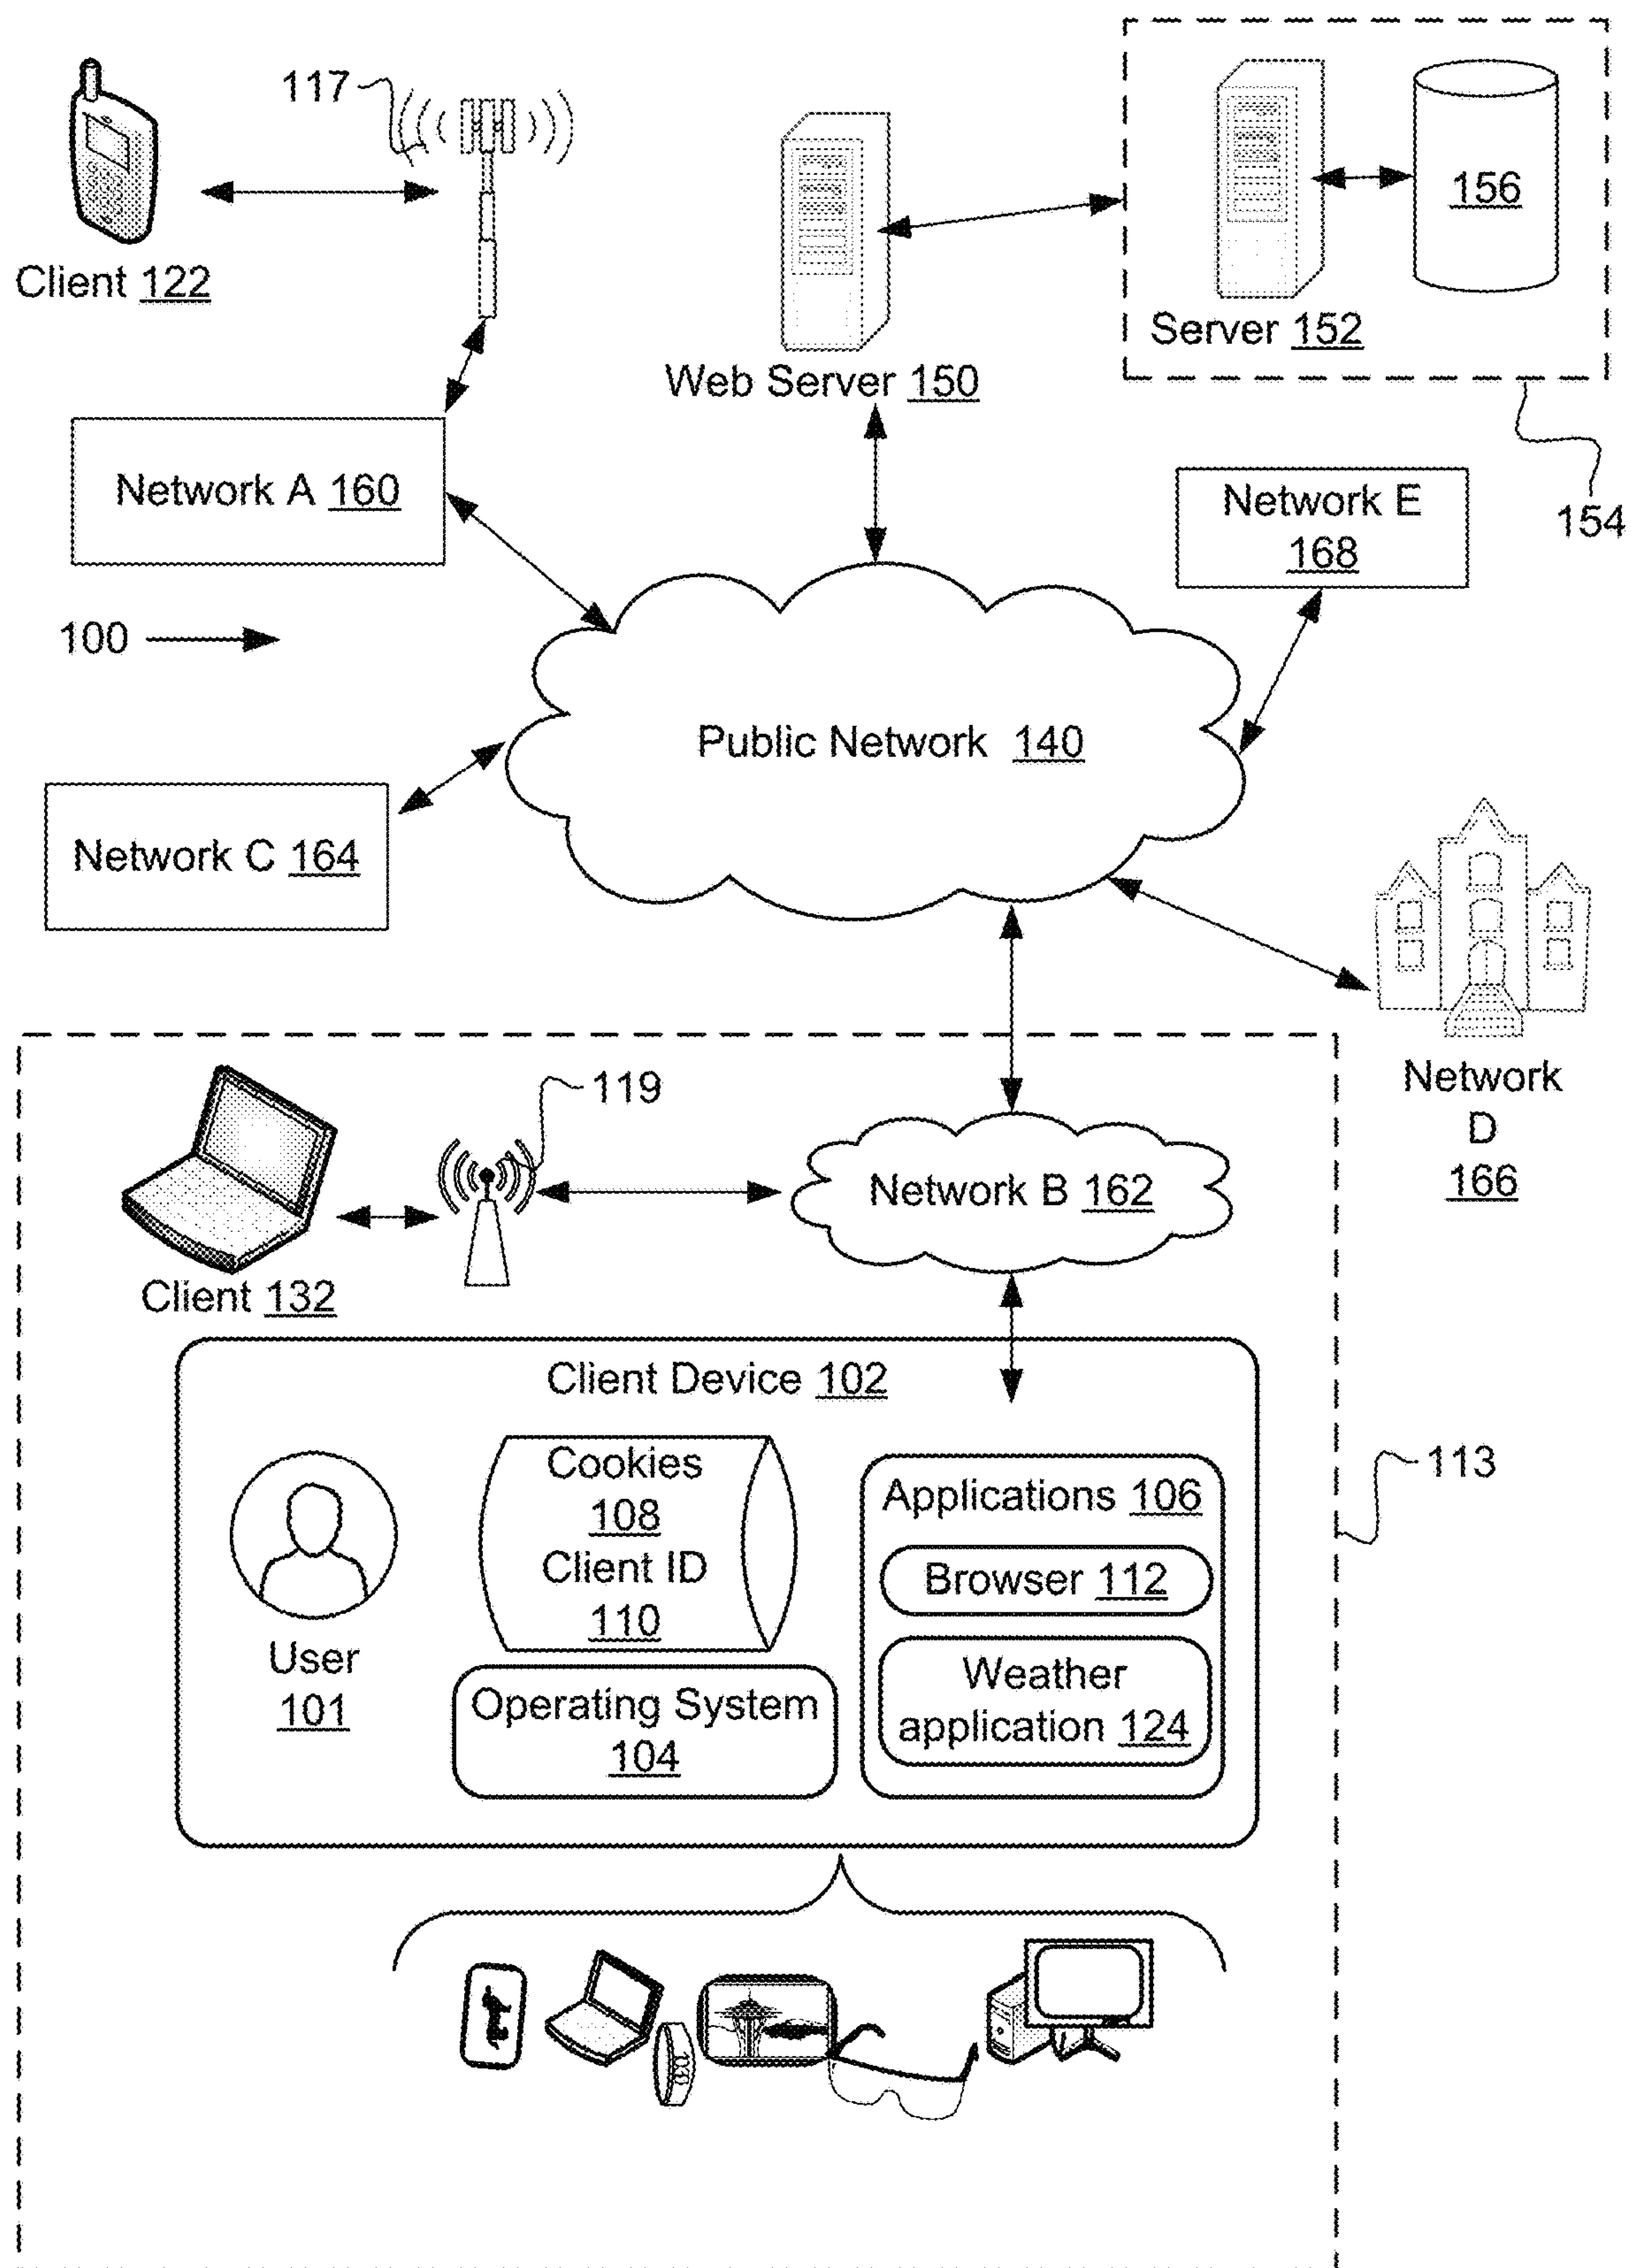 117
156
Client 122
Server 152
Web Server 150
Network A 160
Network E
168
154
100
Public Network 140
Network C 164
Network
D
166
119
Network B 162
Client 132
Client Device 102
113
Cookies
108
Client ID
110
Applications 106
Browser 112
User
101
Weather
application 124
Operating System
104